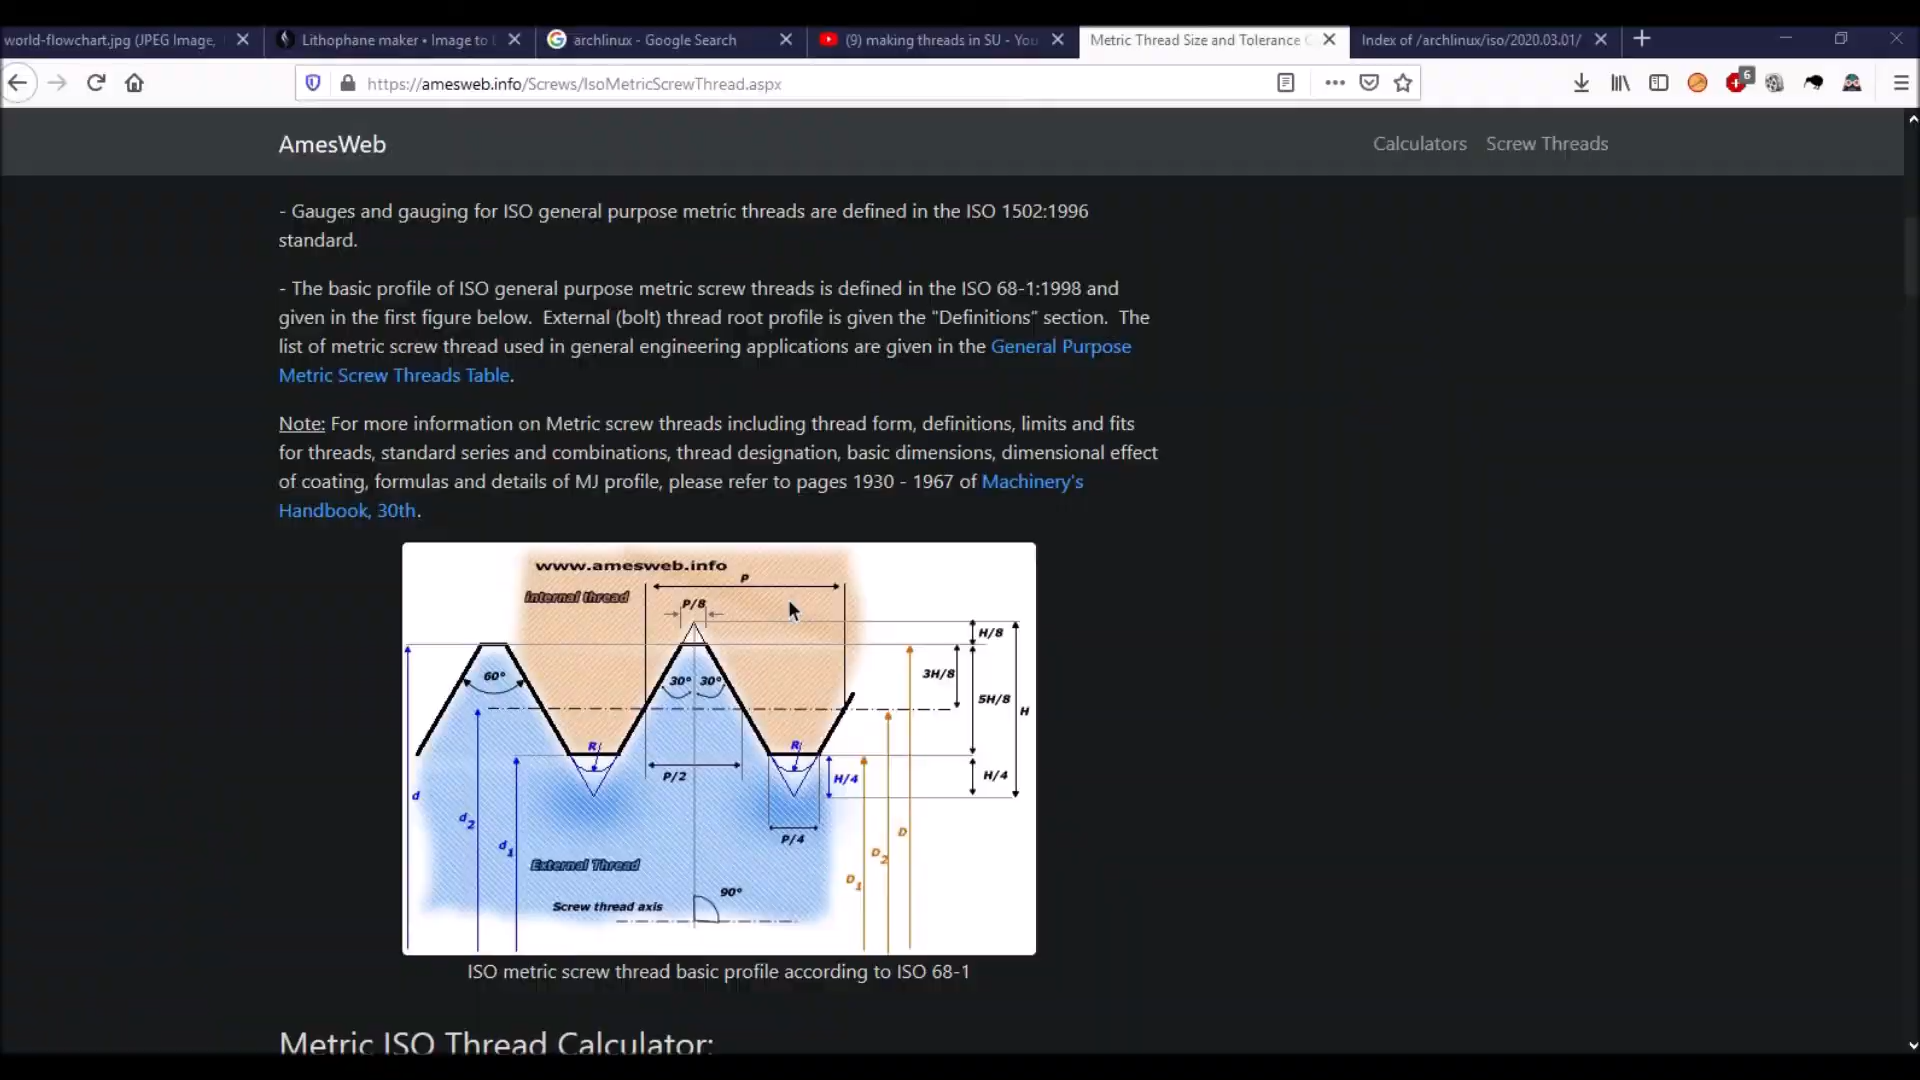 world-flowchart.jpg (JPEG Image,
Lithophane maker • Image to L
archlinux - Google Search
(9) making threads in SU - You
Metric Thread Size and Tolerance C
Index of /archlinux/iso/2020.03.01/
https://amesweb.info/Screws/IsoMetricScrewThread.aspx
6
AmesWeb
Calculators
Screw Threads
- Gauges and gauging for ISO general purpose metric threads are defined in the ISO 1502:1996
standard.
- The basic profile of ISO general purpose metric screw threads is defined in the ISO 68-1:1998 and
given in the first figure below. External (bolt) thread root profile is given the "Definitions" section. The
list of metric screw thread used in general engineering applications are given in the General Purpose
Metric Screw Threads Table.
Note: For more information on Metric screw threads including thread form, definitions, limits and fits
for threads, standard series and combinations, thread designation, basic dimensions, dimensional effect
of coating, formulas and details of MJ profile, please refer to pages 1930 - 1967 of Machinery's
Handbook, 30th.
www.amesweb.info
P
Internal thread
P/8
H/8
60°
30° 30°
3H/8
5H/8
H
R
R
P/2
H/4
H/4
d
d2
d1
P/4
D
D2
D1
External Thread
90°
Screw thread axis
ISO metric screw thread basic profile according to ISO 68-1
Metric ISO Thread Calculator: